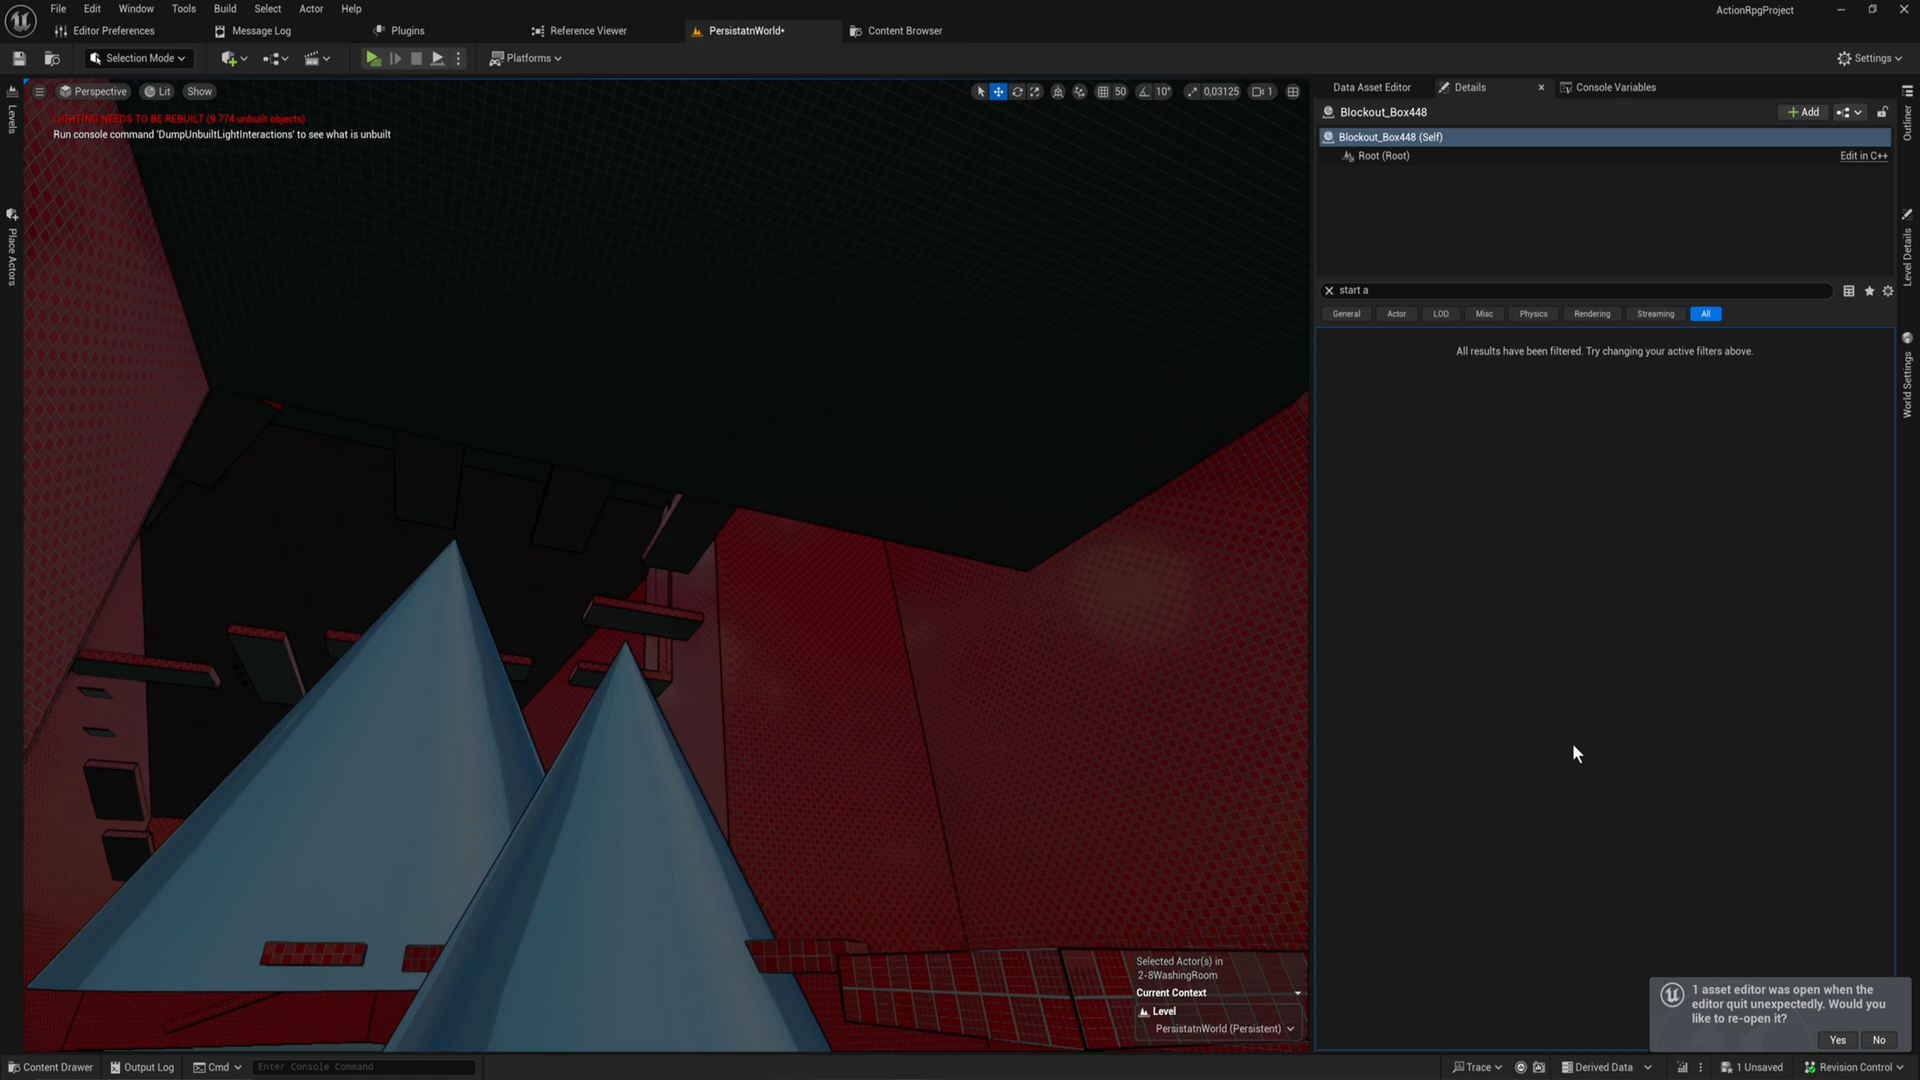 File Edit Window Tools Build Select Actor Help
ActionRpgProject
Editor Preferences
Message Log
Plugins
Reference Viewer
PersistatnWorld•
Content Browser
Selection Mode
Platforms
Settings
Levels
Place Actors
Perspective
Lit
Show
50
10°
0,03125
1
LIGHTING NEEDS TO BE REBUILT (9.774 unbuilt objects)
Run console command 'DumpUnbuiltLightInteractions' to see what is unbuilt
Data Asset Editor
Details
Console Variables
Blockout_Box448
Add
Blockout_Box448 (Self)
Root (Root)
Edit in C++
start a
General Actor LOD Misc Physics Rendering Streaming All
All results have been filtered. Try changing your active filters above.
Outliner
Level Details
World Settings
Selected Actor(s) in
2-8WashingRoom
Current Context
Level
PersistatnWorld (Persistent)
1 asset editor was open when the
editor quit unexpectedly. Would you
like to re-open it?
Yes No
Content Drawer
Output Log
Cmd
Enter Console Command
Trace
Derived Data
1 Unsaved
Revision Control